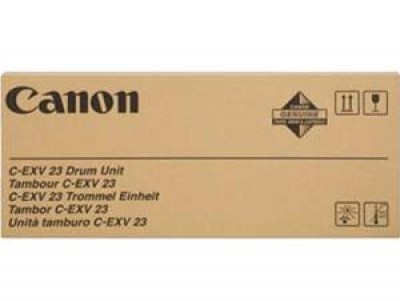 Canon
GENUINE
C-EXV 23 Drum Unit
Tambour C-EXV 23
C-EXV 23 Trommel Einheit
Tambor C-EXV 23
Unità tamburo C-EXV 23